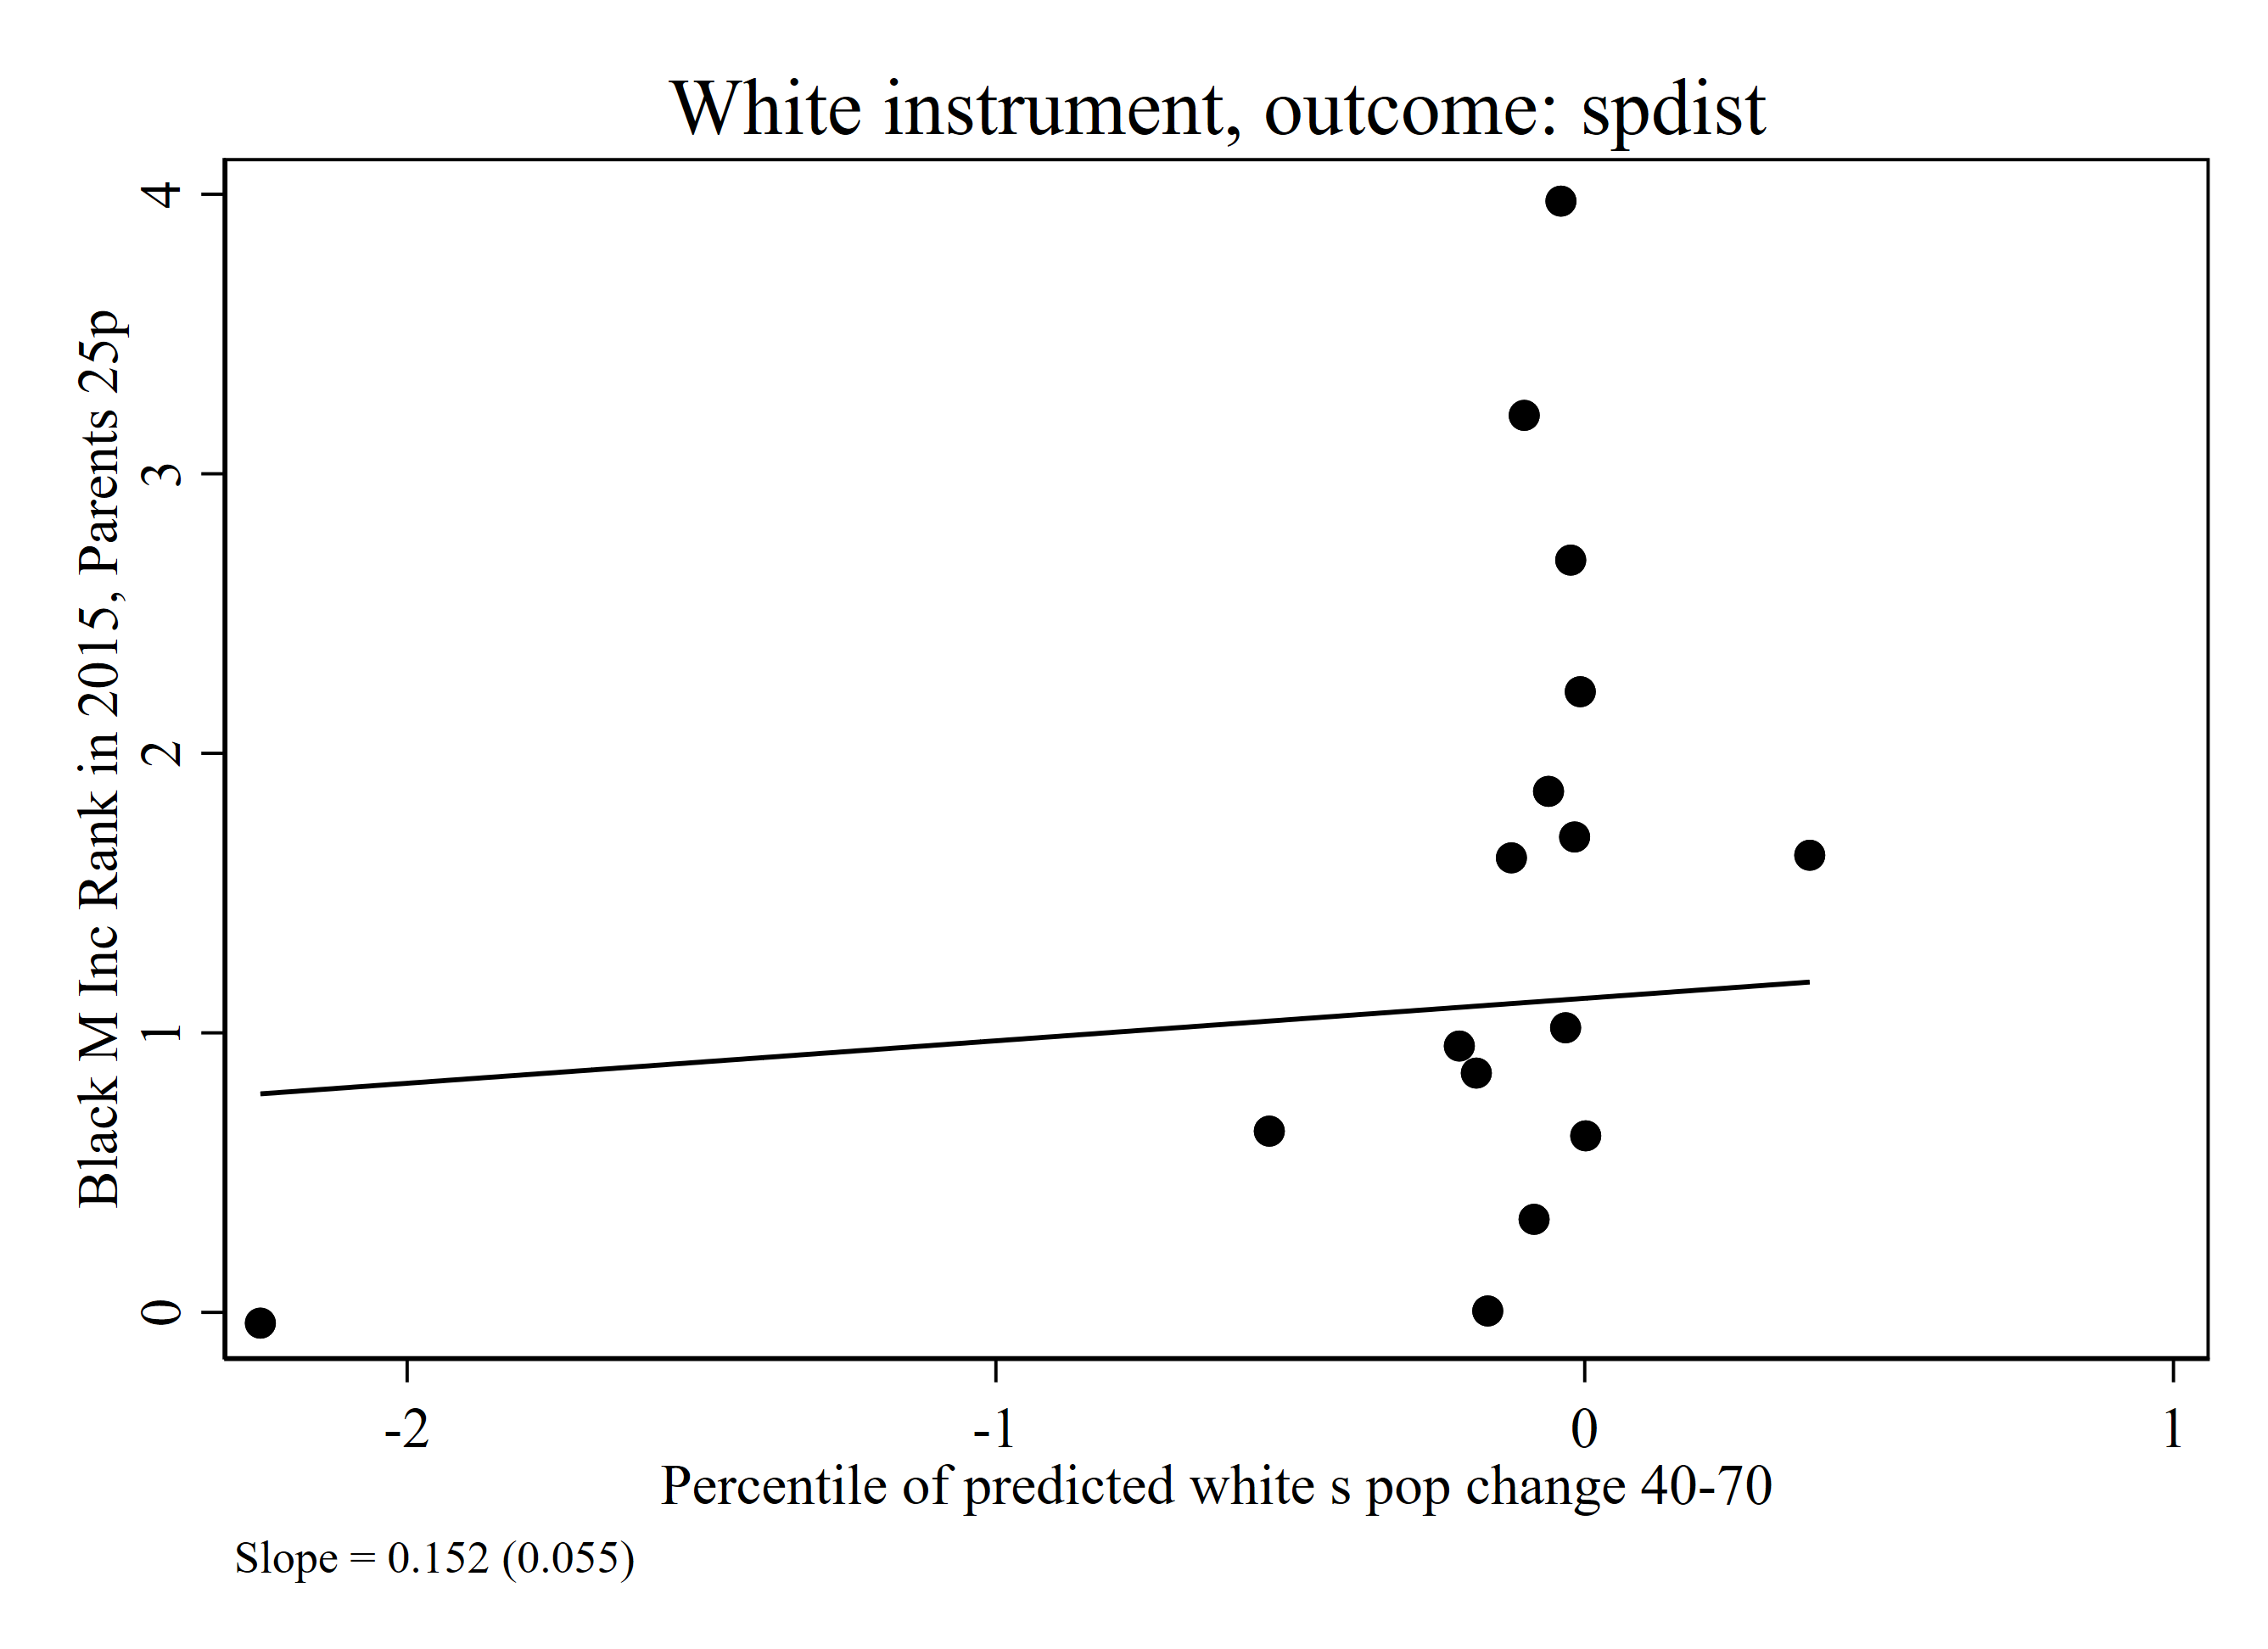 White instrument, outcome: spdist
Black M Inc Rank in 2015, Parents 25p
4
3
2
1
0
-2
-1
0
1
Percentile of predicted white s pop change 40-70
Slope = 0.152 (0.055)